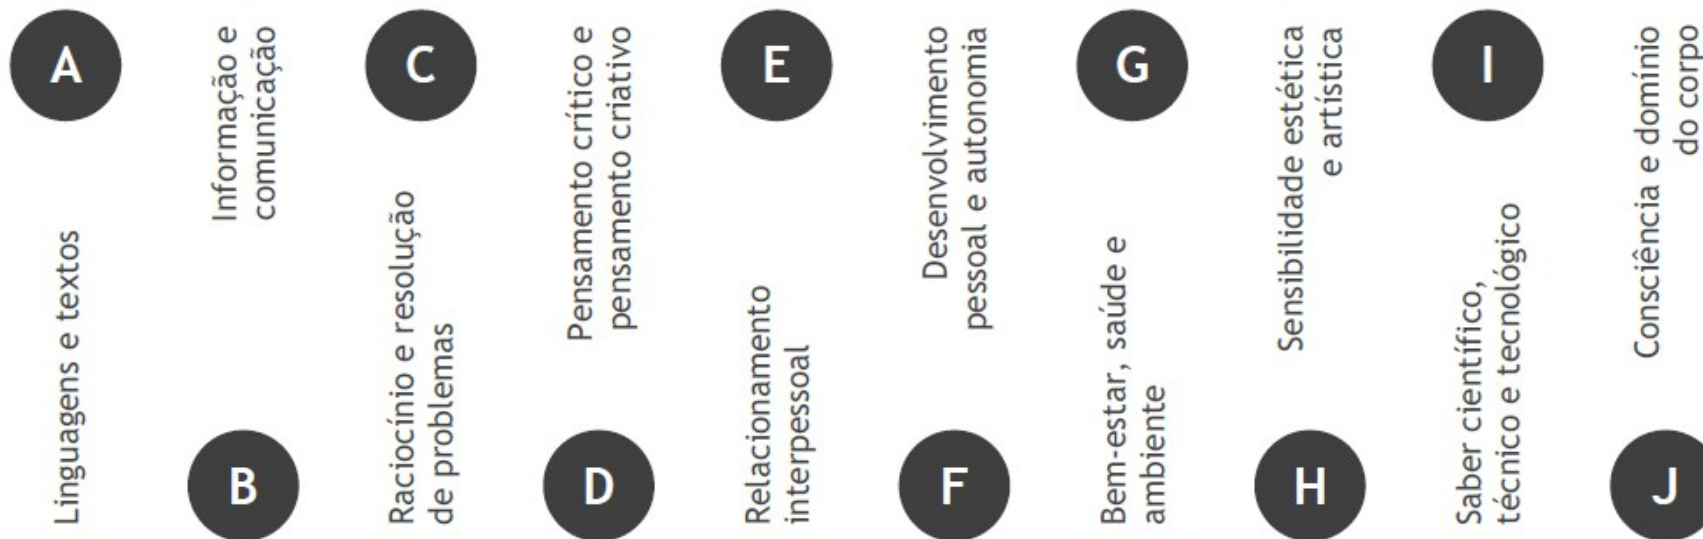 A
Linguagens e textos
B
Informação e
comunicação
C
Raciocínio e resolução
de problemas
D
Pensamento crítico e
pensamento criativo
E
Relacionamento
interpessoal
F
Desenvolvimento
pessoal e autonomia
G
Bem-estar, saúde e
ambiente
H
Sensibilidade estética
e artística
I
Saber científico,
técnico e tecnológico
J
Consciência e domínio
do corpo